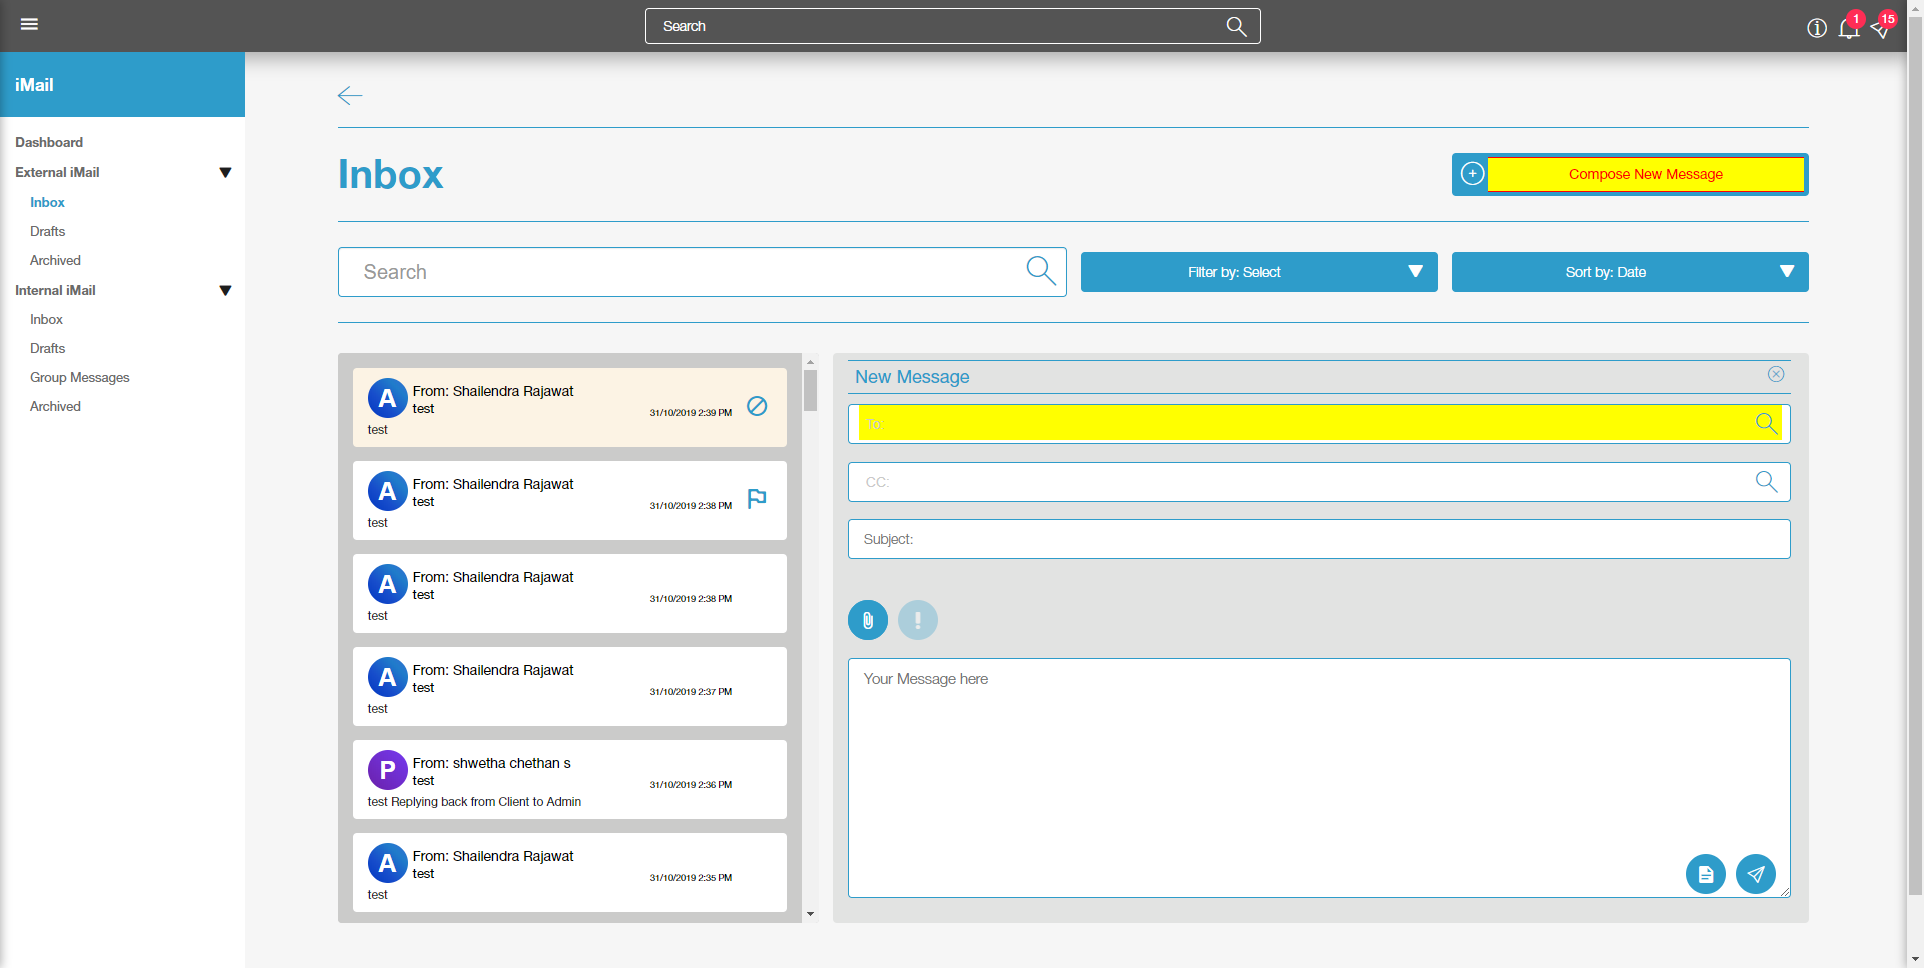 Search
1
15
iMail
Dashboard
External iMail
Inbox
Drafts
Archived
Internal iMail
Inbox
Drafts
Group Messages
Archived
Inbox
Compose New Message
Search
Filter by: Select
Sort by: Date
A
From: Shailendra Rajawat
test
31/10/2019 2:39 PM
test
A
From: Shailendra Rajawat
test
31/10/2019 2:38 PM
test
A
From: Shailendra Rajawat
test
31/10/2019 2:38 PM
test
A
From: Shailendra Rajawat
test
31/10/2019 2:37 PM
test
P
From: shwetha chethan s
test
31/10/2019 2:36 PM
test Replying back from Client to Admin
A
From: Shailendra Rajawat
test
31/10/2019 2:35 PM
test
New Message
To:
CC:
Subject:
Your Message here